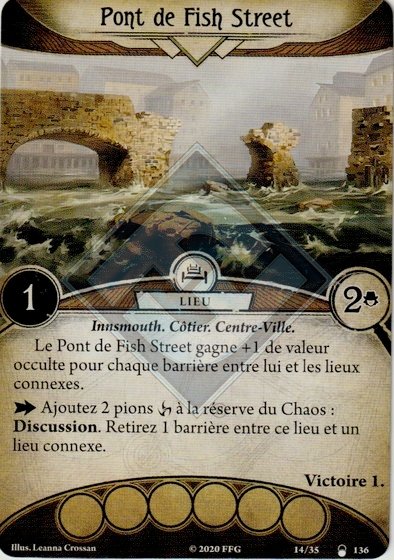 Pont de Fish Street
1
LIEU
2
Innsmouth. Côtier. Centre-Ville.
Le Pont de Fish Street gagne +1 de valeur
occulte pour chaque barrière entre lui et les lieux
connexes.
Ajoutez 2 pions à la réserve du Chaos :
Discussion. Retirez 1 barrière entre ce lieu et un
lieu connexe.
Victoire 1.
Illus. Leanna Crossan
© 2020 FFG
14/35
136